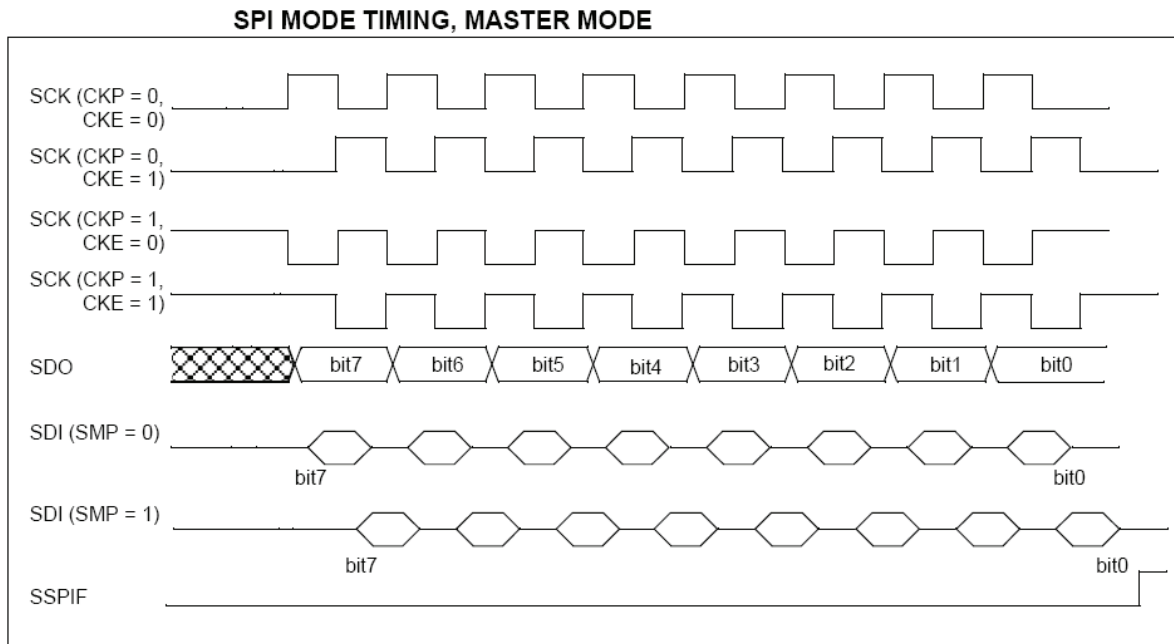 SPI MODE TIMING, MASTER MODE
SCK (CKP = 0,
CKE = 0)
SCK (CKP = 0,
CKE = 1)
SCK (CKP = 1,
CKE = 0)
SCK (CKP = 1,
CKE = 1)
SDO bit7 bit6 bit5 bit4 bit3 bit2 bit1 bit0
SDI (SMP = 0)
bit7 bit0
SDI (SMP = 1)
bit7 bit0
SSPIF